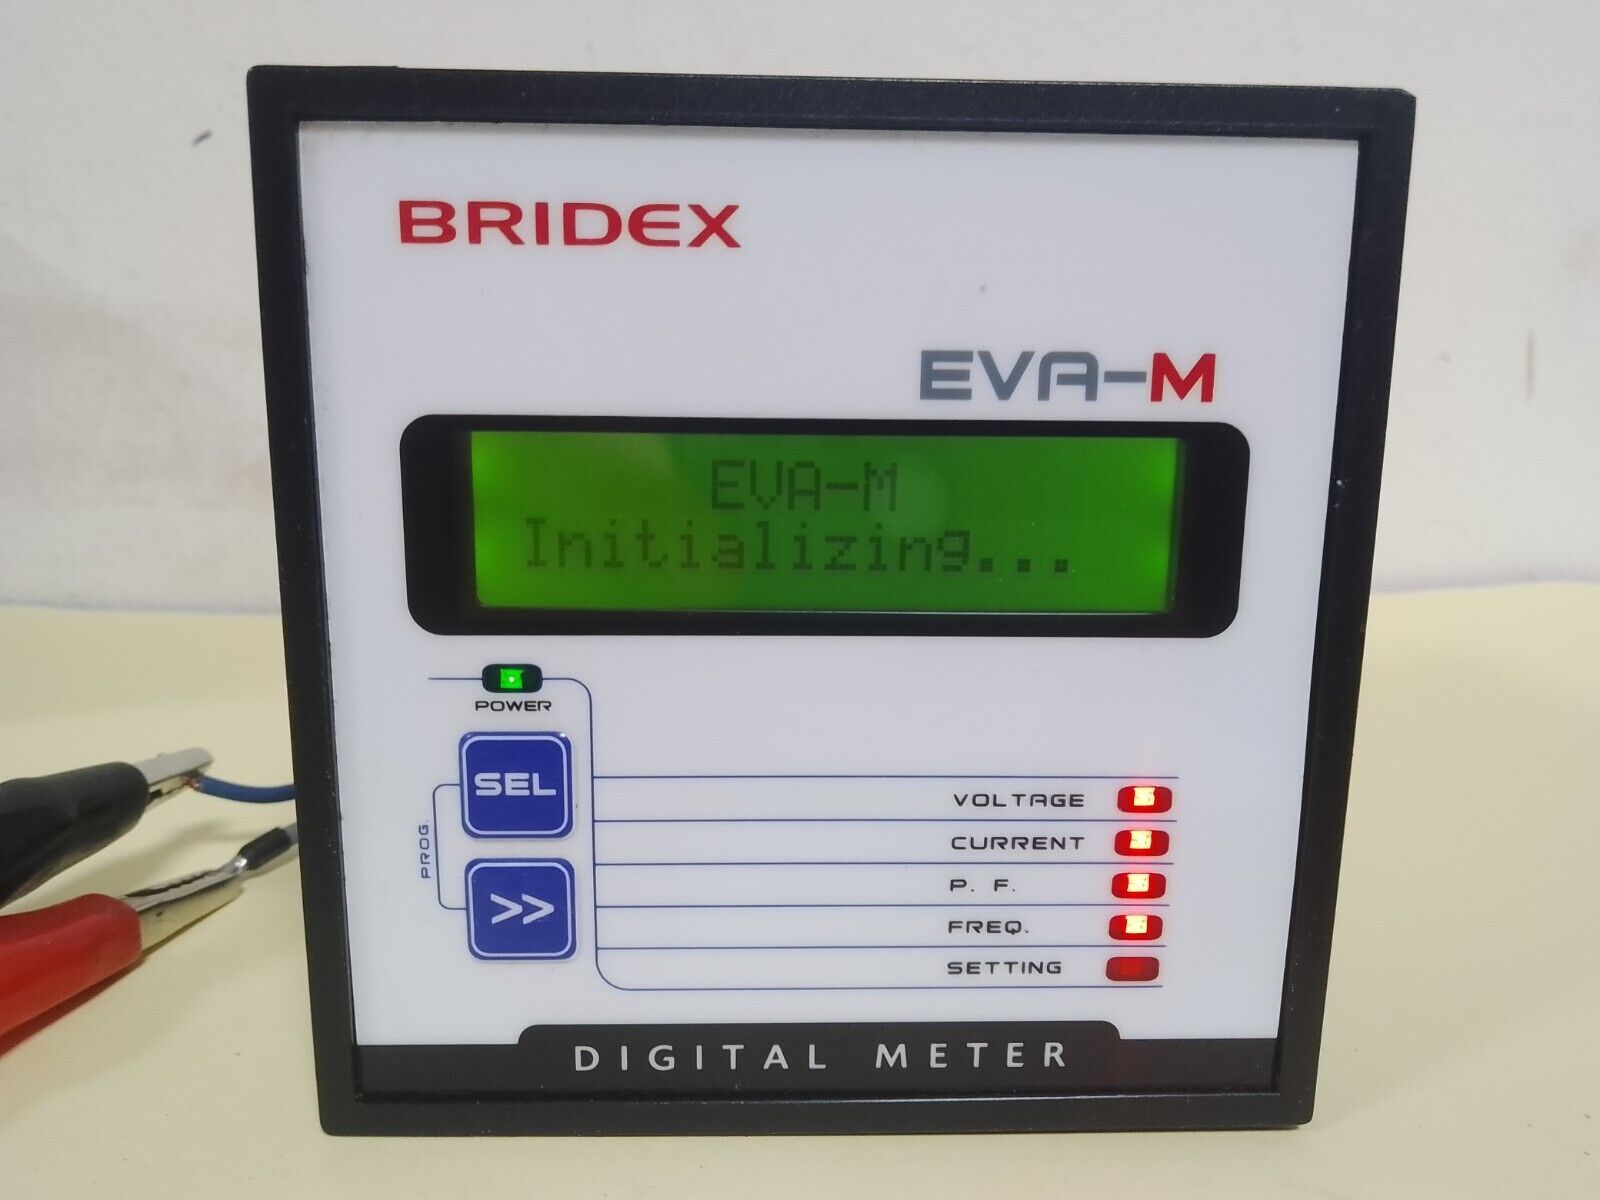 BRIDEX
EVA-M
EVA-M
Initializing...
POWER
SEL
PROG.
>>
VOLTAGE
CURRENT
P. F.
FREQ.
SETTING
DIGITAL METER